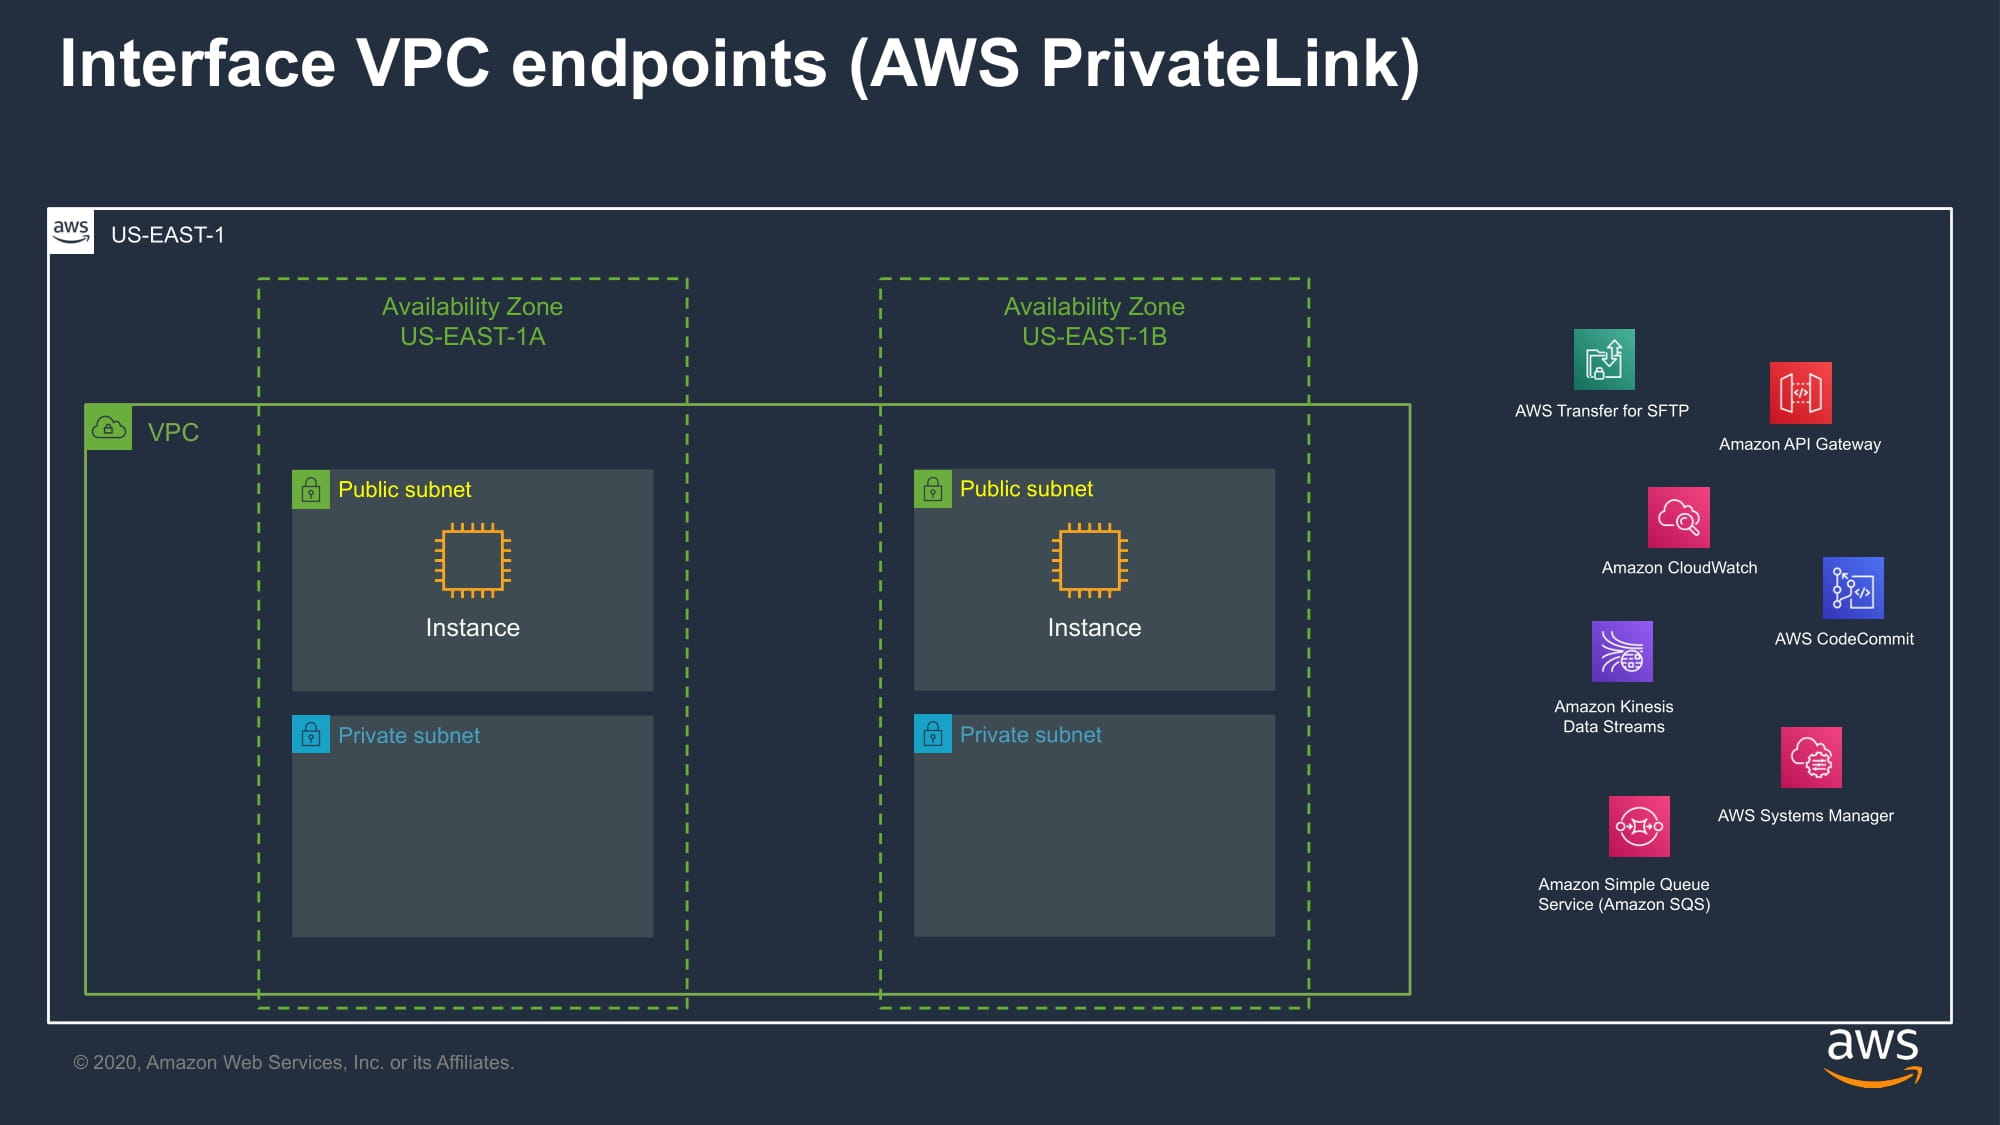 Interface VPC endpoints (AWS PrivateLink)
aws
US-EAST-1
Availability Zone
US-EAST-1A
Availability Zone
US-EAST-1B
VPC
Public subnet
Instance
Private subnet
Public subnet
Instance
Private subnet
AWS Transfer for SFTP
Amazon API Gateway
Amazon CloudWatch
AWS CodeCommit
Amazon Kinesis
Data Streams
AWS Systems Manager
Amazon Simple Queue
Service (Amazon SQS)
© 2020, Amazon Web Services, Inc. or its Affiliates.
aws